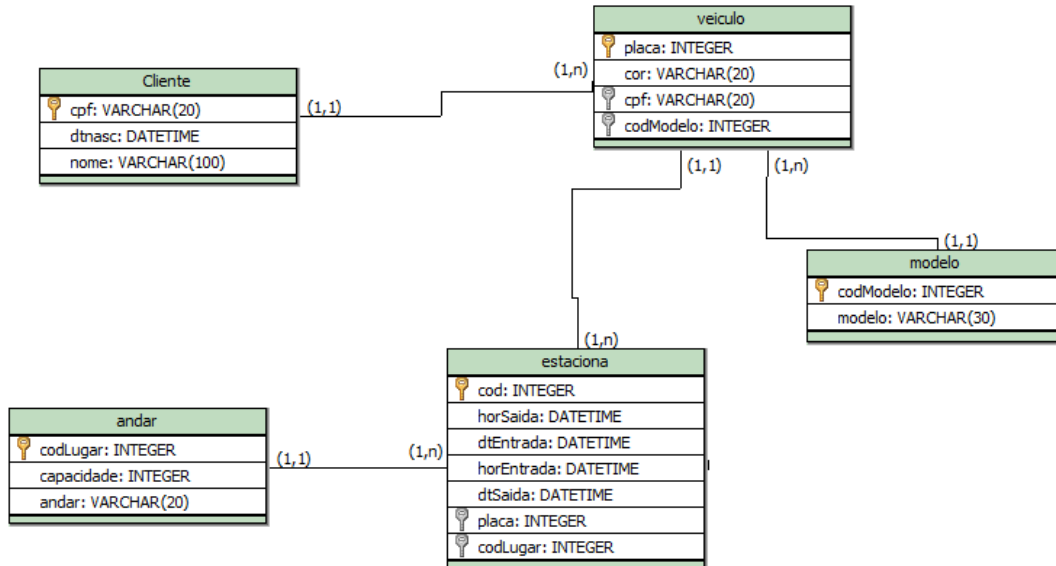 veiculo
placa: INTEGER
cor: VARCHAR(20)
cpf: VARCHAR(20)
codModelo: INTEGER
(1,n)
Cliente
cpf: VARCHAR(20)
dtnasc: DATETIME
nome: VARCHAR(100)
(1,1)
(1,1)
(1,n)
(1,1)
modelo
codModelo: INTEGER
modelo: VARCHAR(30)
(1,n)
estaciona
cod: INTEGER
horSaida: DATETIME
dtEntrada: DATETIME
horEntrada: DATETIME
dtSaida: DATETIME
placa: INTEGER
codLugar: INTEGER
andar
codLugar: INTEGER
capacidade: INTEGER
andar: VARCHAR(20)
(1,1)
(1,n)